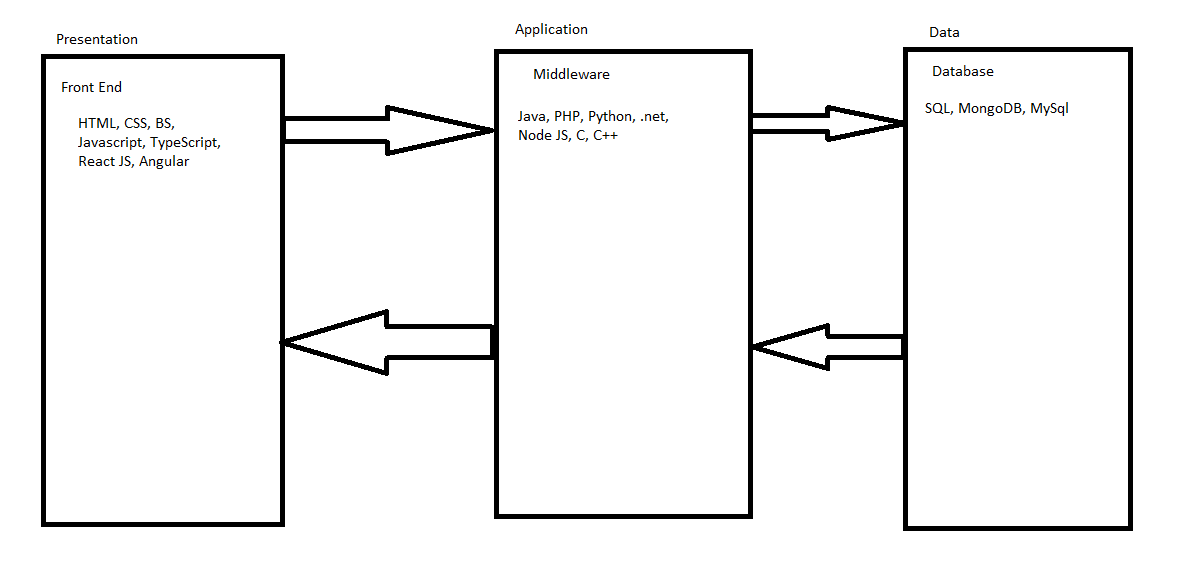 Presentation
Front End
HTML, CSS, BS,
Javascript, TypeScript,
React JS, Angular
Application
Middleware
Java, PHP, Python, .net,
Node JS, C, C++
Data
Database
SQL, MongoDB, MySql